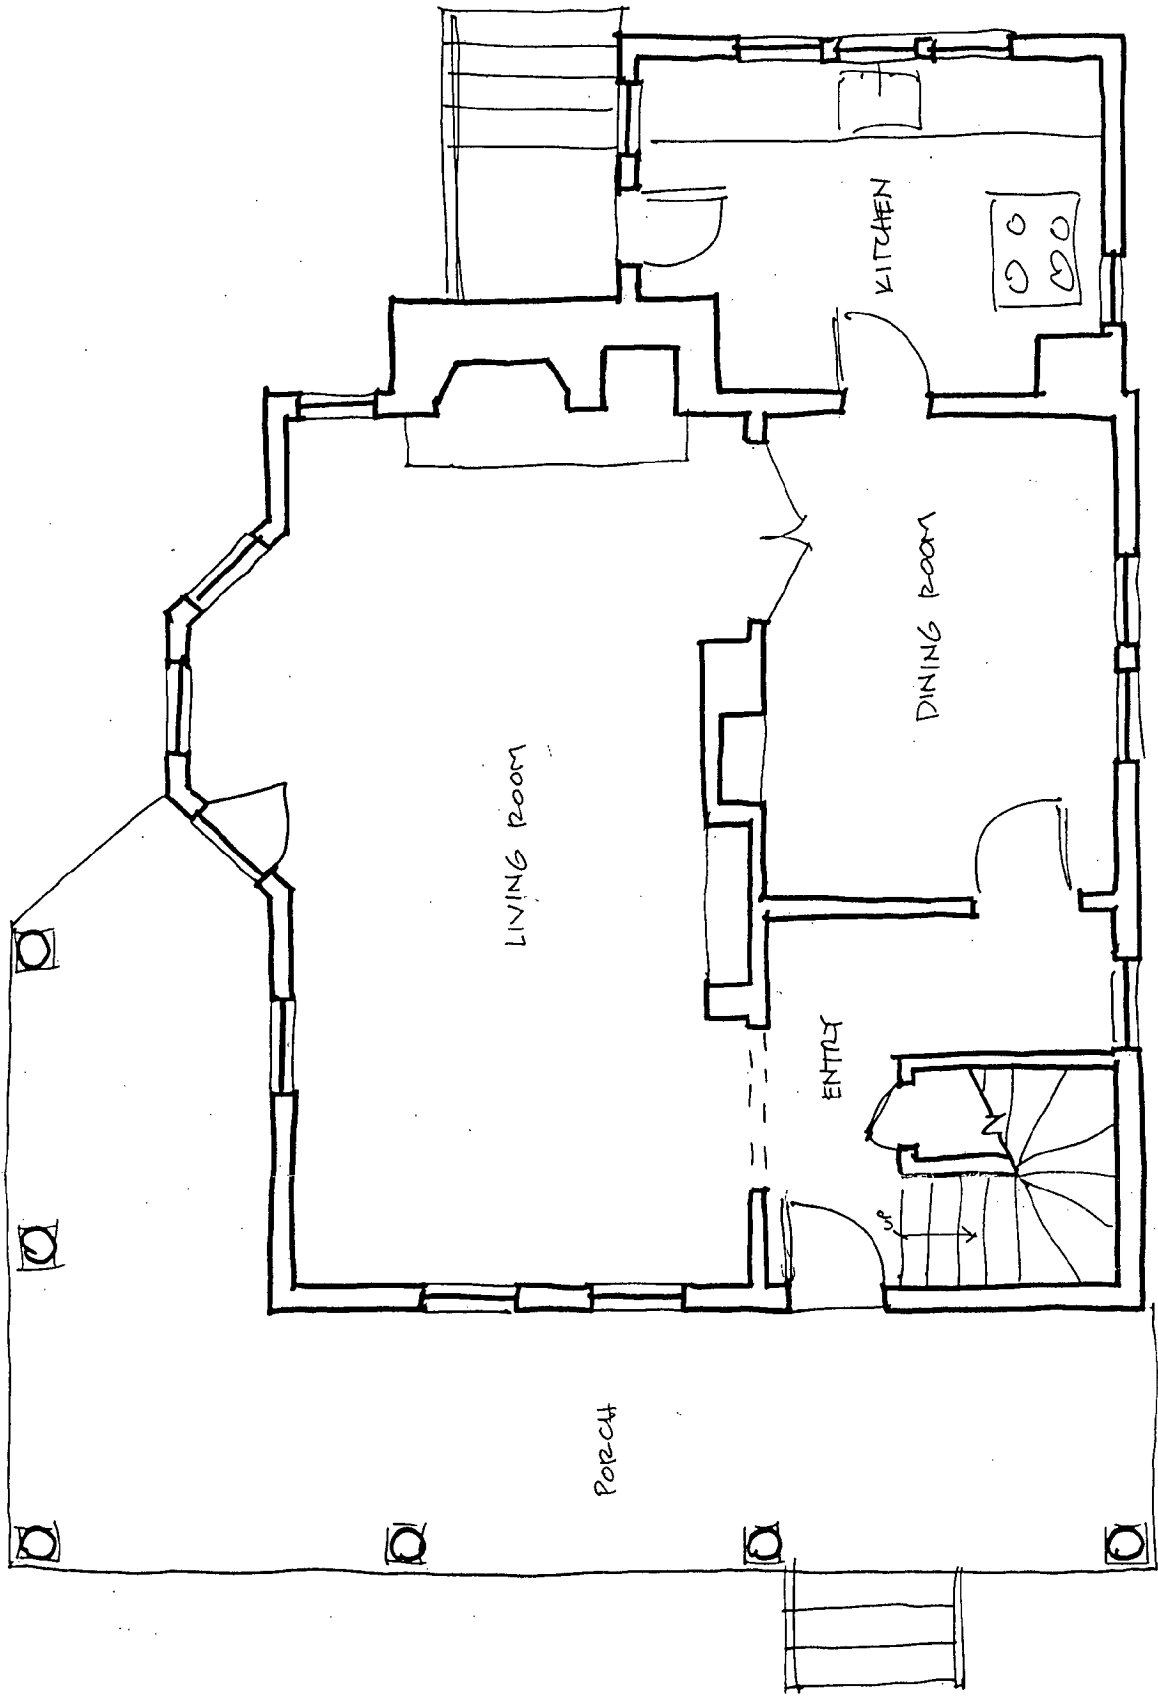 KITCHEN
DINING ROOM
LIVING ROOM
ENTRY
UP
PORCH